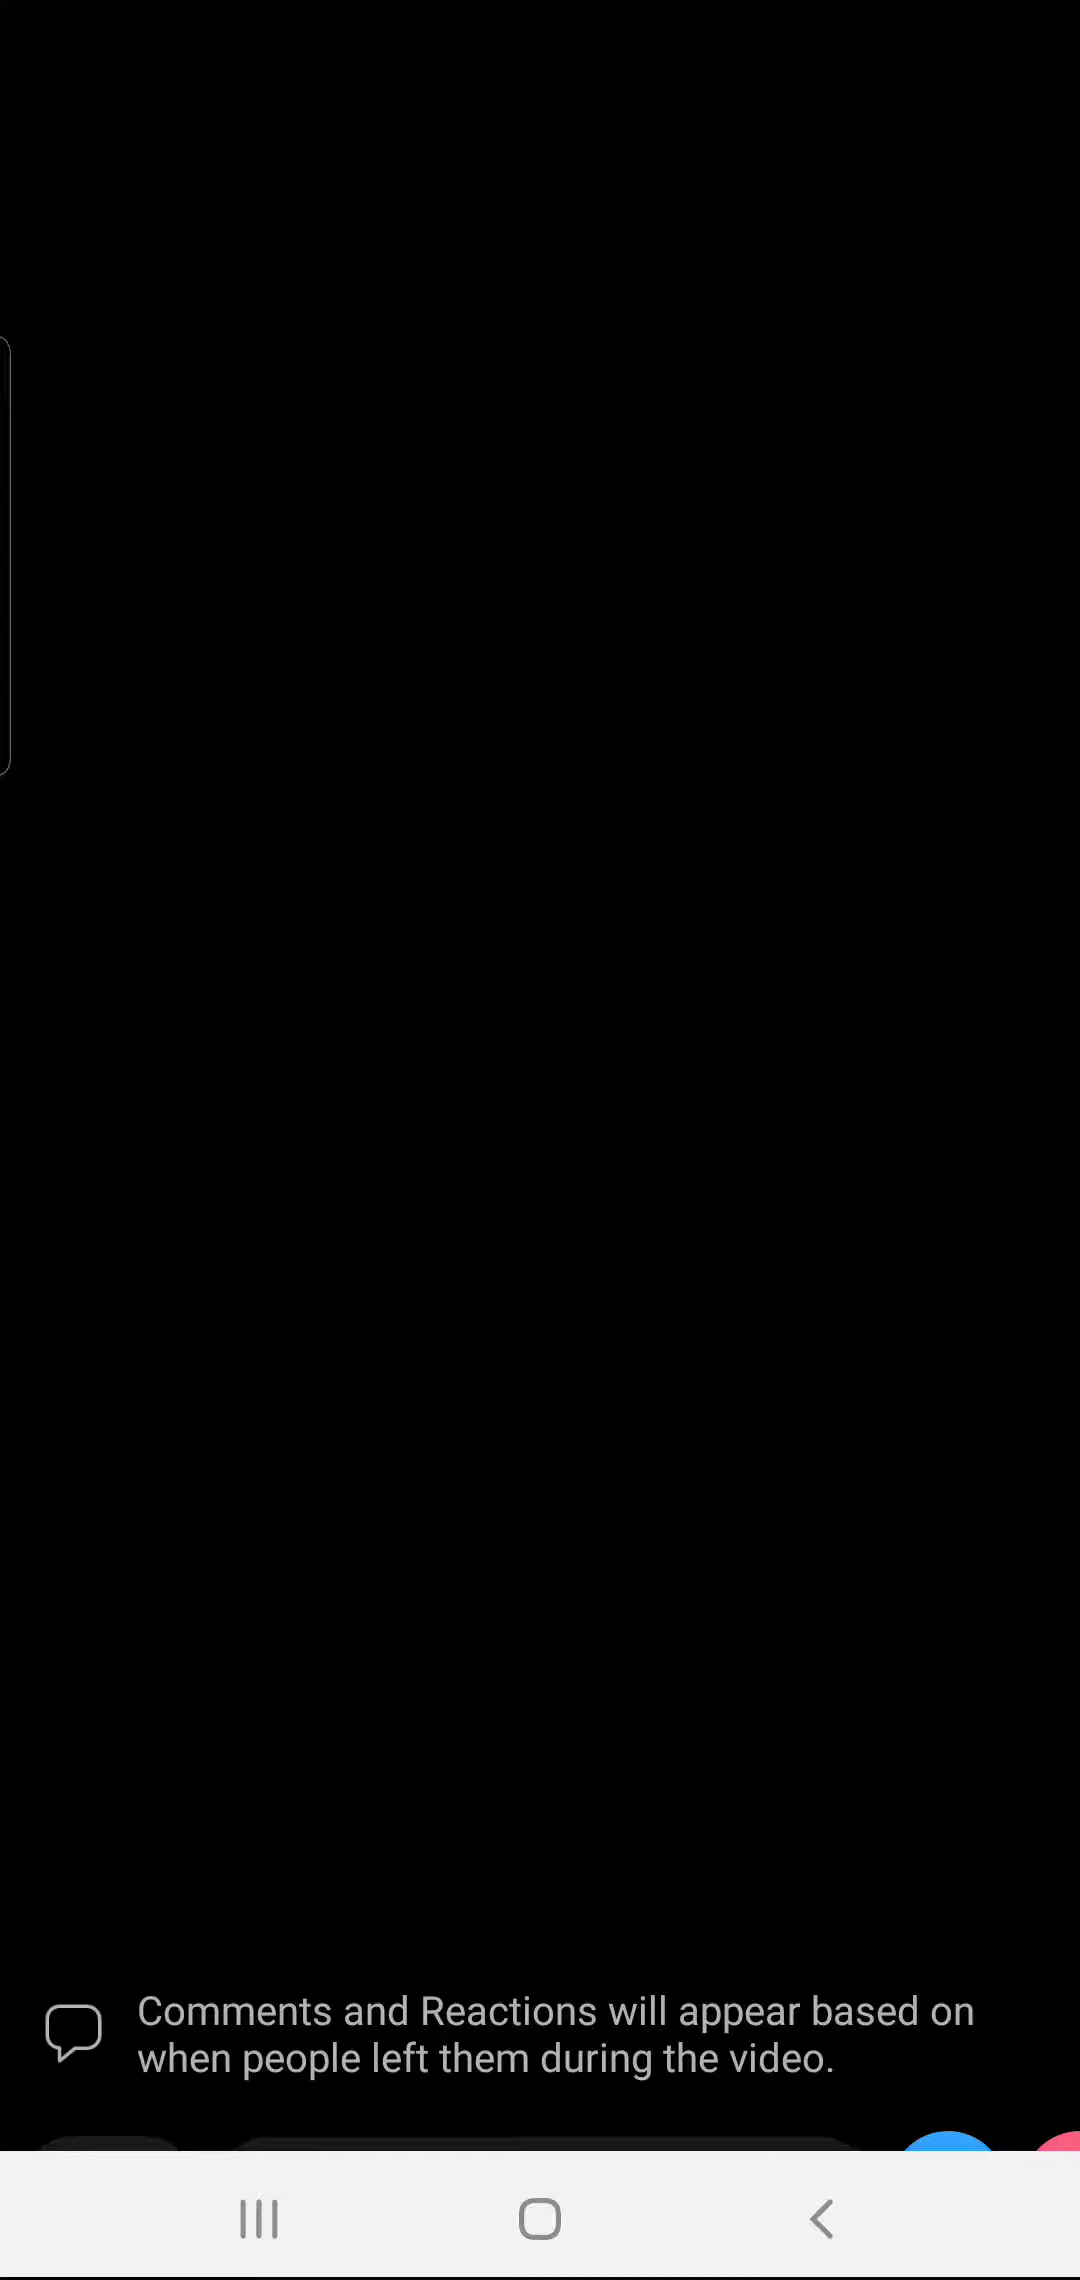 Comments and Reactions will appear based on
when people left them during the video.